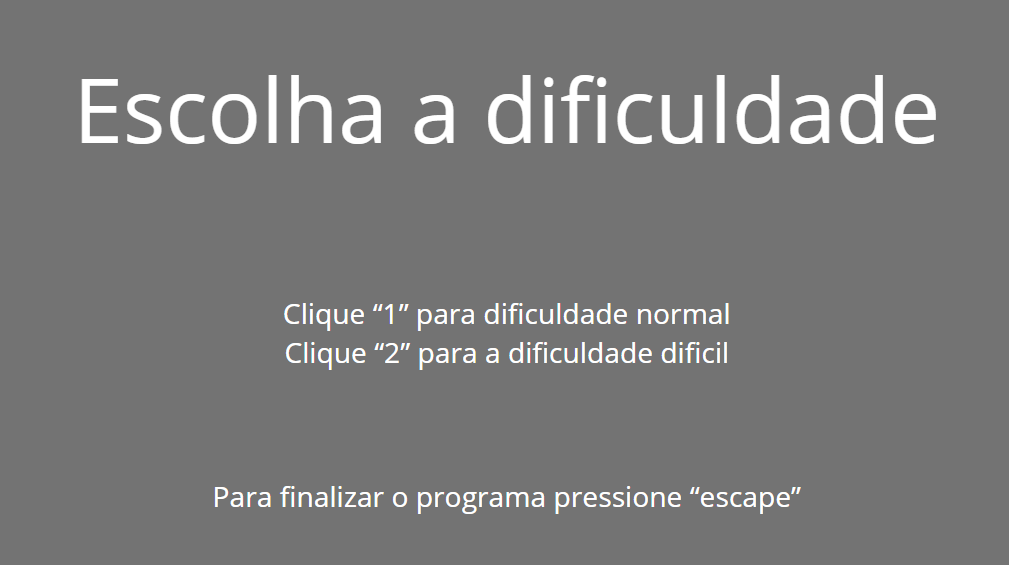 Escolha a dificuldade
Clique “1” para dificuldade normal
Clique “2” para a dificuldade dificil
Para finalizar o programa pressione “escape”